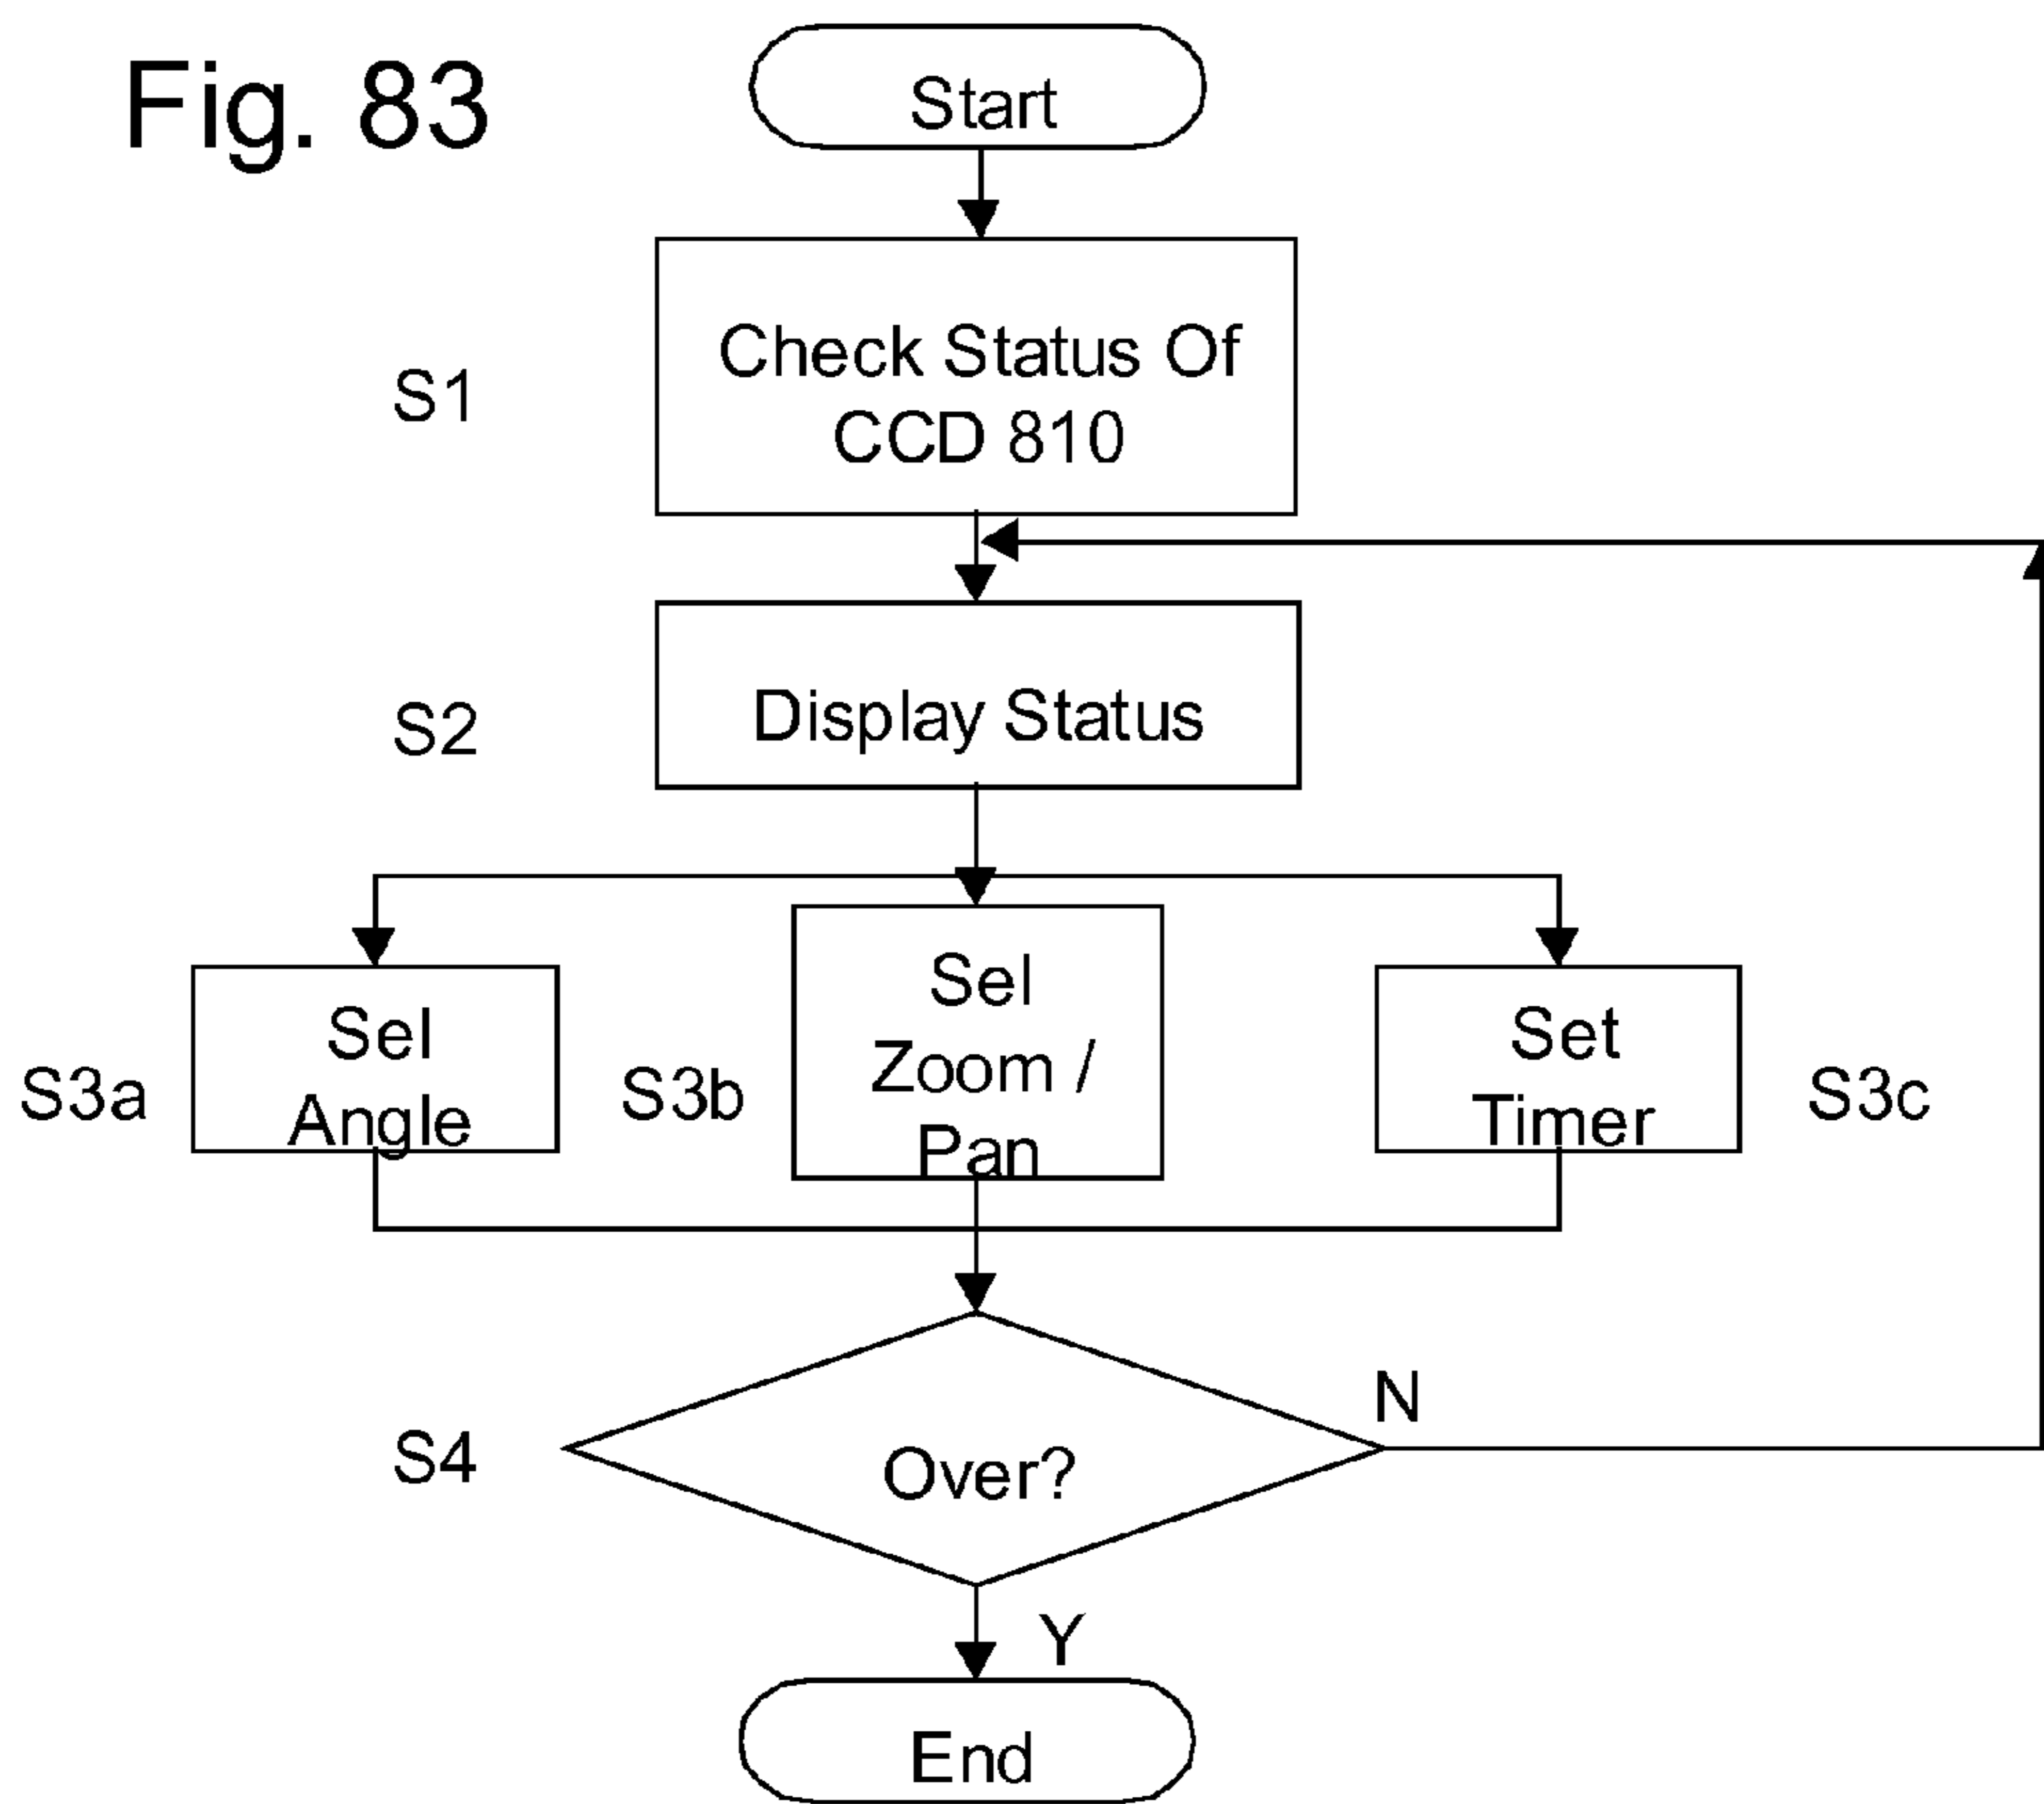 Fig. 83
Start
S1
Check Status Of
CCD 810
S2
Display Status
S3a
Sel
Angle
S3b
Sel
Zoom /
Pan
Set
Timer
S3c
S4
Over?
N
Y
End